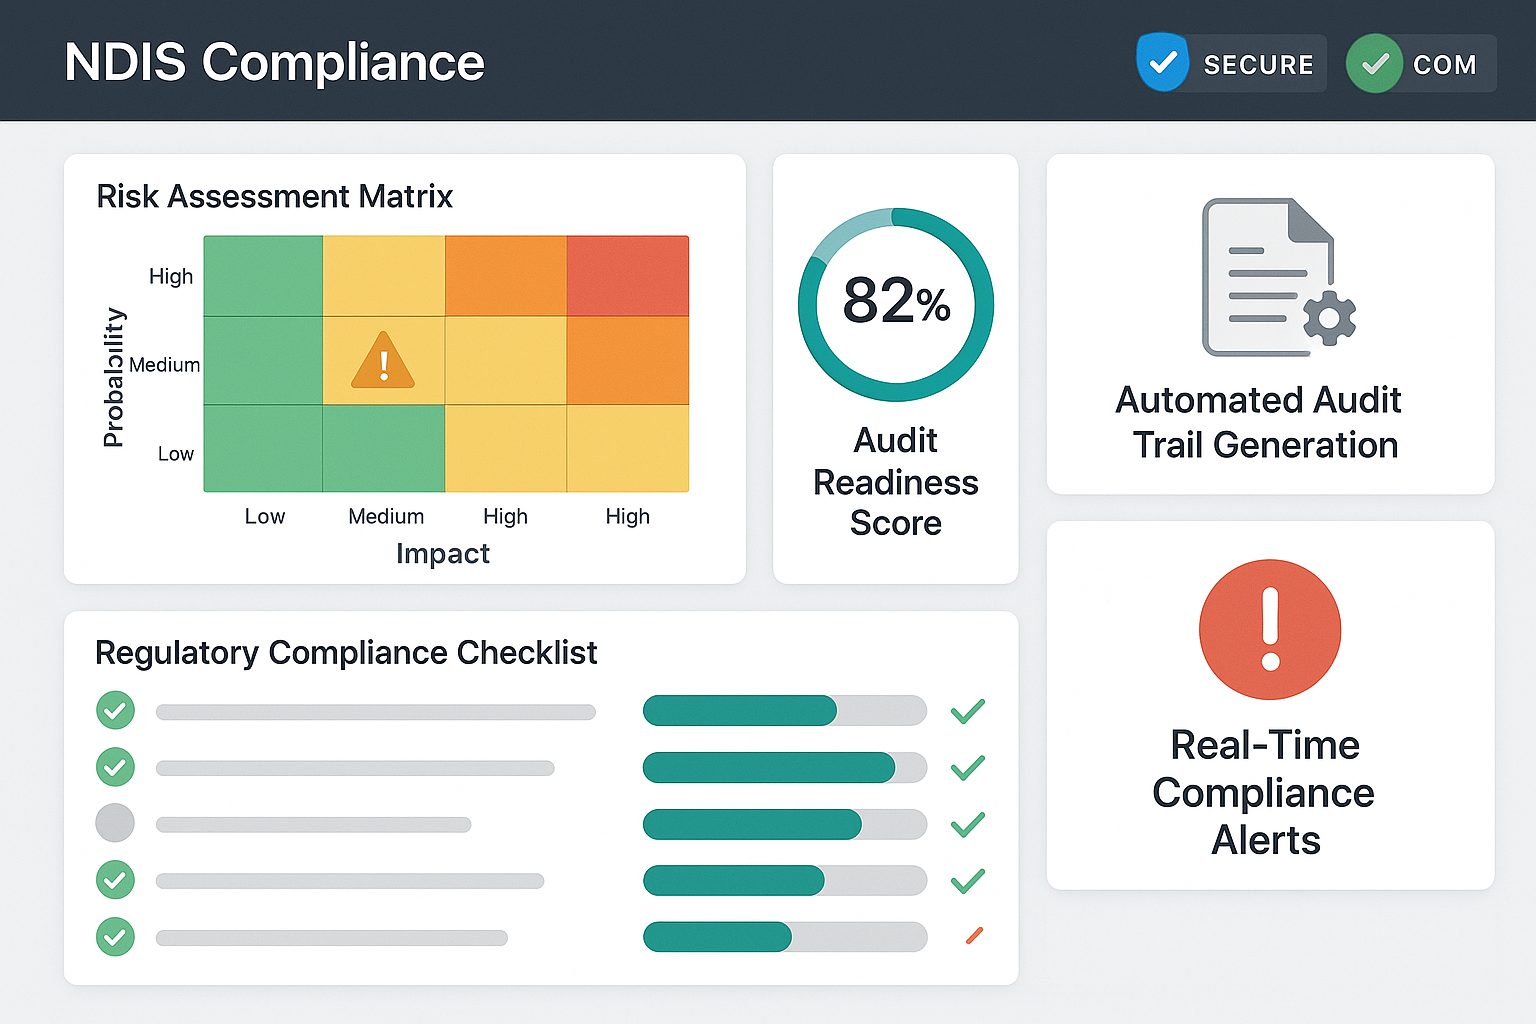 NDIS Compliance
SECURE
COM
Risk Assessment Matrix
High
Medium
Low
Probability
Low
Medium
High
High
Impact
82%
Audit
Readiness
Score
Automated Audit
Trail Generation
Regulatory Compliance Checklist
Real-Time
Compliance
Alerts